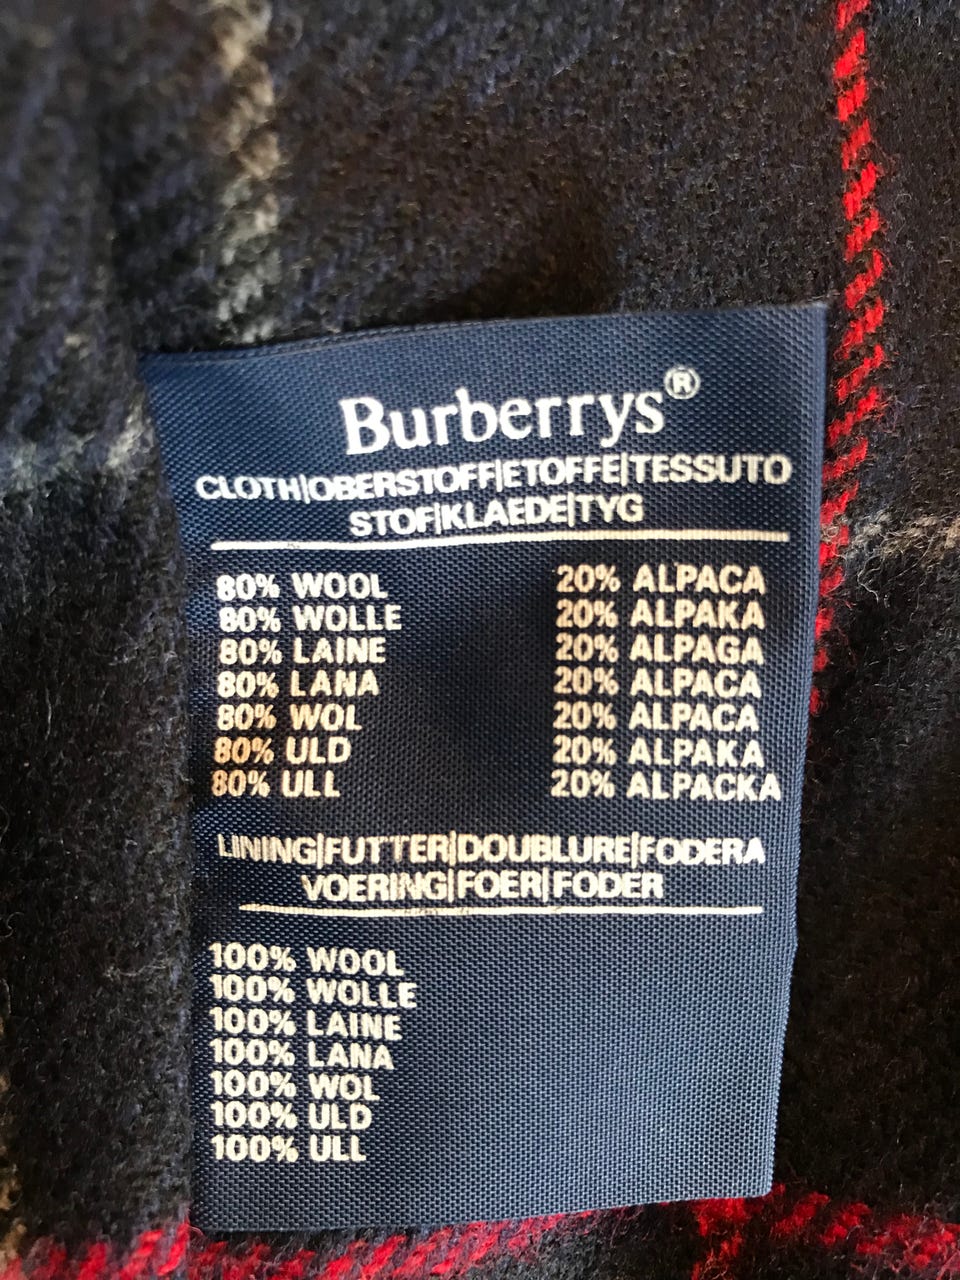 Burberrys®
CLOTH|OBERSTOFF|ETOFFE|TESSUTO
STOF|KLAEDE|TYG
80% WOOL 20% ALPACA
80% WOLLE 20% ALPAKA
80% LAINE 20% ALPAGA
80% LANA 20% ALPACA
80% WOL 20% ALPACA
80% ULD 20% ALPAKA
80% ULL 20% ALPACKA
LINING|FUTTER|DOUBLURE|FODERA
VOERING|FOER|FODER
100% WOOL
100% WOLLE
100% LAINE
100% LANA
100% WOL
100% ULD
100% ULL